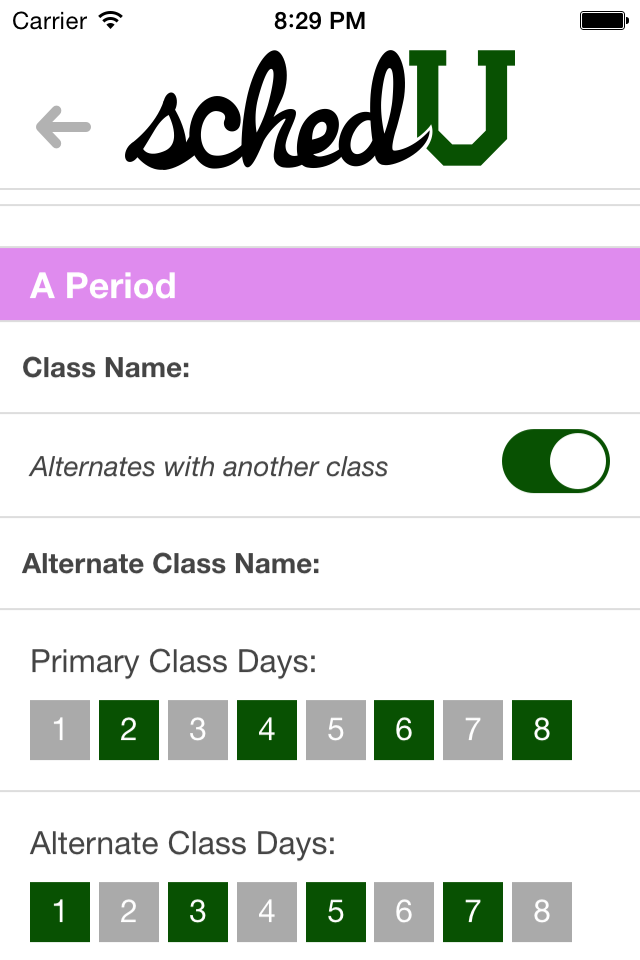 Carrier 8:29 PM
schedU
A Period
Class Name:
Alternates with another class
Alternate Class Name:
Primary Class Days:
1 2 3 4 5 6 7 8
Alternate Class Days:
1 2 3 4 5 6 7 8